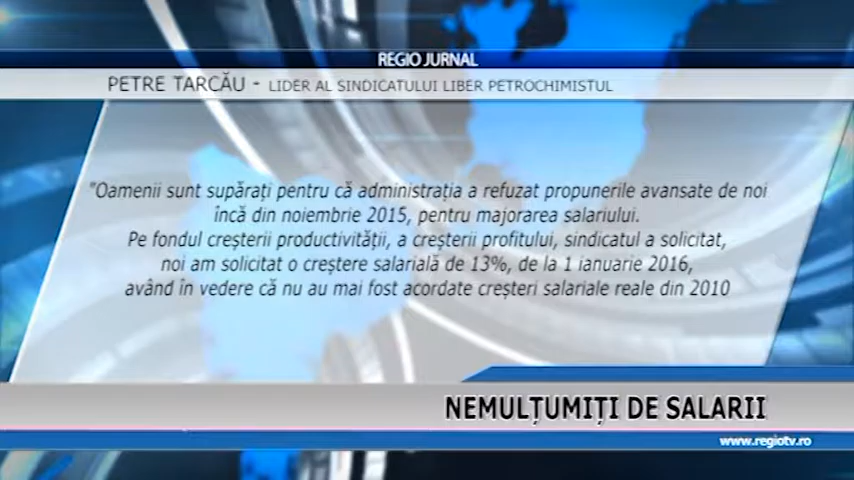 REGIO JURNAL
PETRE TARCĂU - LIDER AL SINDICATULUI LIBER PETROCHIMISTUL
"Oamenii sunt supărați pentru că administrația a refuzat propunerile avansate de noi
încă din noiembrie 2015, pentru majorarea salariului.
Pe fondul creșterii productivității, a creșterii profitului, sindicatul a solicitat,
noi am solicitat o creștere salarială de 13%, de la 1 ianuarie 2016,
având în vedere că nu au mai fost acordate creșteri salariale reale din 2010
NEMULȚUMIȚI DE SALARII
www.regiotv.ro